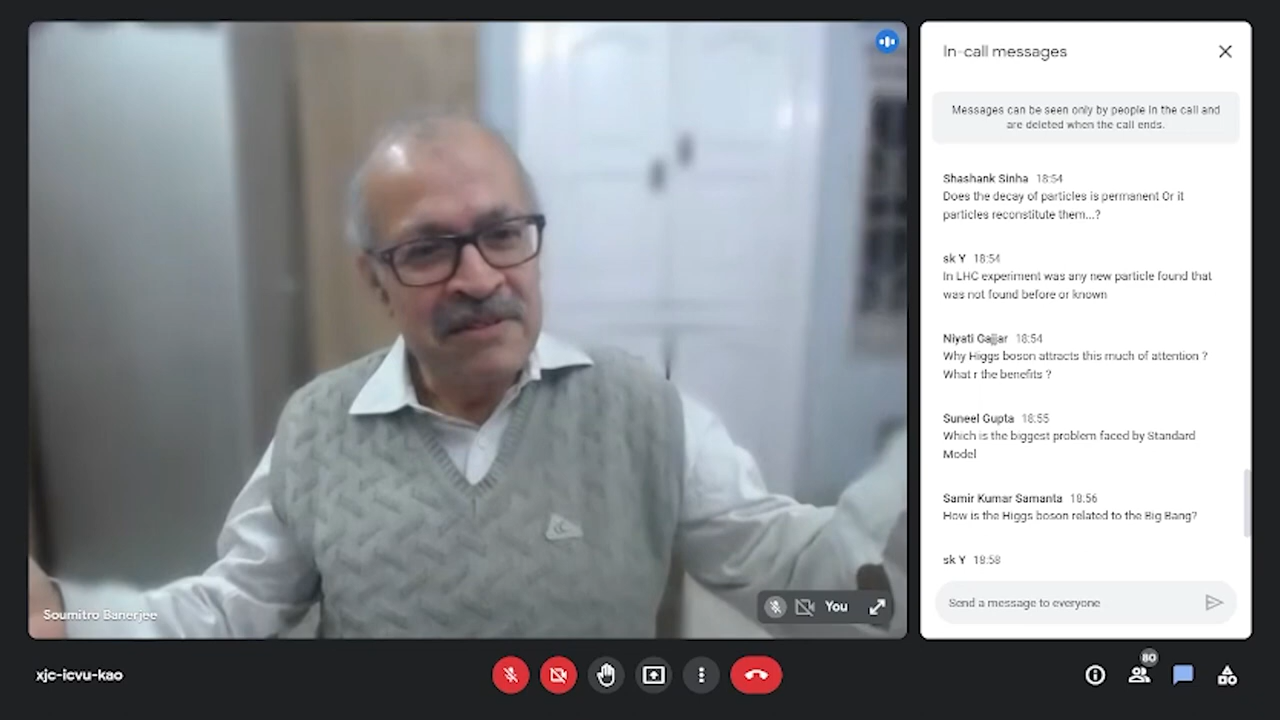 In-call messages
Messages can be seen only by people in the call and
are deleted when the call ends.
Shashank Sinha 18:54
Does the decay of particles is permanent Or it
particles reconstitute them...?
sk Y 18:54
In LHC experiment was any new particle found that
was not found before or known
Niyati Gajjar 18:54
Why Higgs boson attracts this much of attention ?
What r the benefits ?
Suneel Gupta 18:55
Which is the biggest problem faced by Standard
Model
Samir Kumar Samanta 18:56
How is the Higgs boson related to the Big Bang?
sk Y 18:58
Send a message to everyone
Soumitro Banerjee
You
xjc-icvu-kao
80